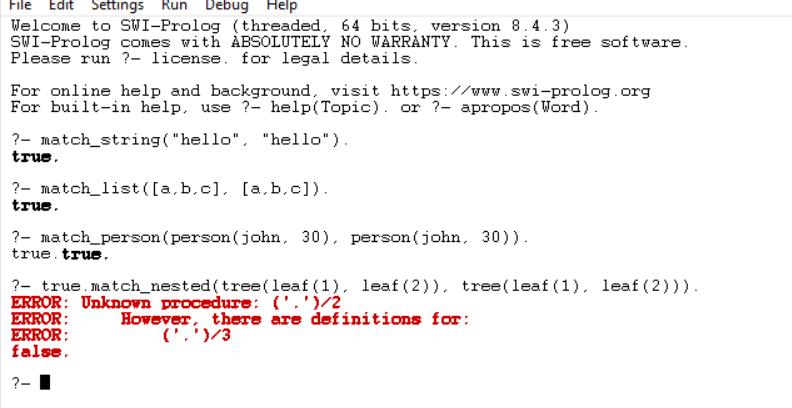 File Edit Settings Run Debug Help
Welcome to SWI-Prolog (threaded, 64 bits, version 8.4.3)
SWI-Prolog comes with ABSOLUTELY NO WARRANTY. This is free software.
Please run ?- license. for legal details.
For online help and background, visit https://www.swi-prolog.org
For built-in help, use ?- help(Topic). or ?- apropos(Word).
?- match_string("hello", "hello").
true.
?- match_list([a,b,c], [a,b,c]).
true.
?- match_person(person(john, 30), person(john, 30)).
true.true.
?- true.match_nested(tree(leaf(1), leaf(2)), tree(leaf(1), leaf(2))).
ERROR: Unknown procedure: ('.')/2
ERROR:     However, there are definitions for:
ERROR:         ('.')/3
false.
?-